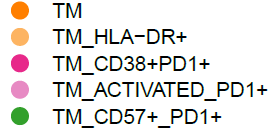 TM
TM_HLA−DR+
TM_CD38+PD1+
TM_ACTIVATED_PD1+
TM_CD57+_PD1+